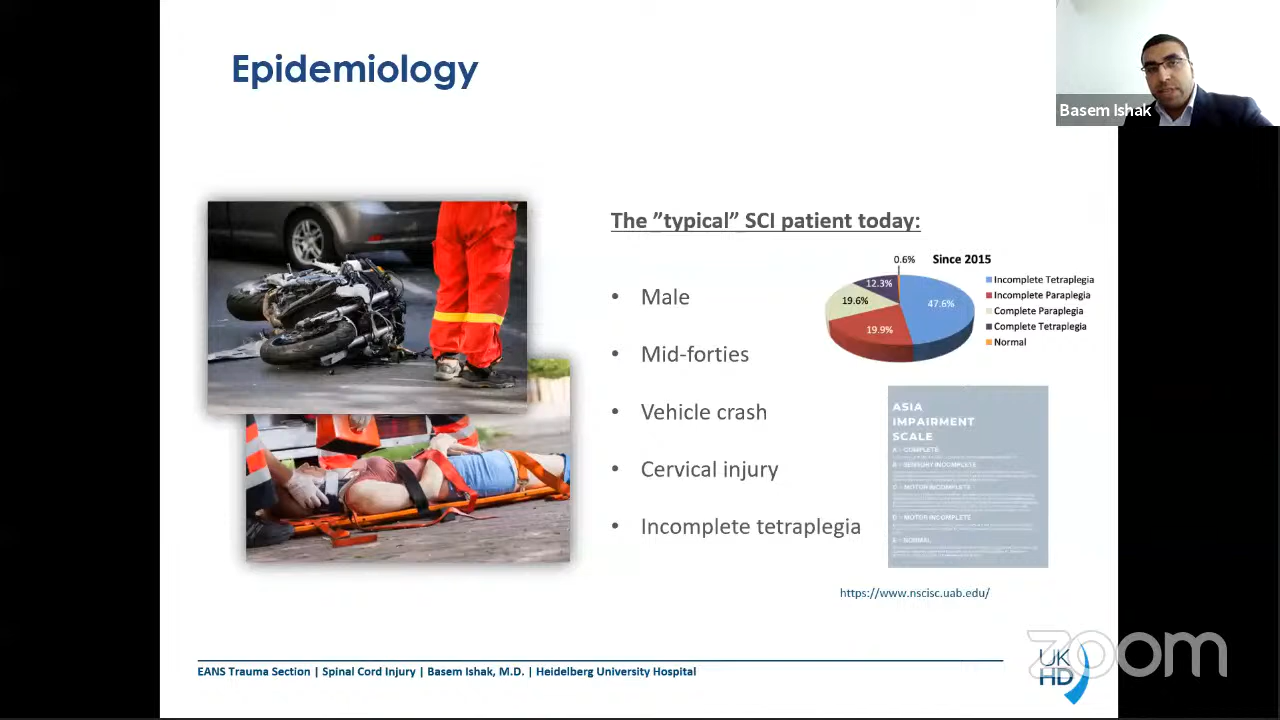 Epidemiology
Basem Ishak
The ”typical” SCI patient today:
Since 2015
0.6%
12.3%
47.6%
19.6%
19.9%
Incomplete Tetraplegia
Incomplete Paraplegia
Complete Paraplegia
Complete Tetraplegia
Normal
• Male
• Mid-forties
• Vehicle crash
• Cervical injury
• Incomplete tetraplegia
ASIA
IMPAIRMENT
SCALE
A = COMPLETE
B = SENSORY INCOMPLETE
C = MOTOR INCOMPLETE
D = MOTOR INCOMPLETE
E = NORMAL
https://www.nscisc.uab.edu/
EANS Trauma Section | Spinal Cord Injury | Basem Ishak, M.D. | Heidelberg University Hospital
UK
HD
zoom